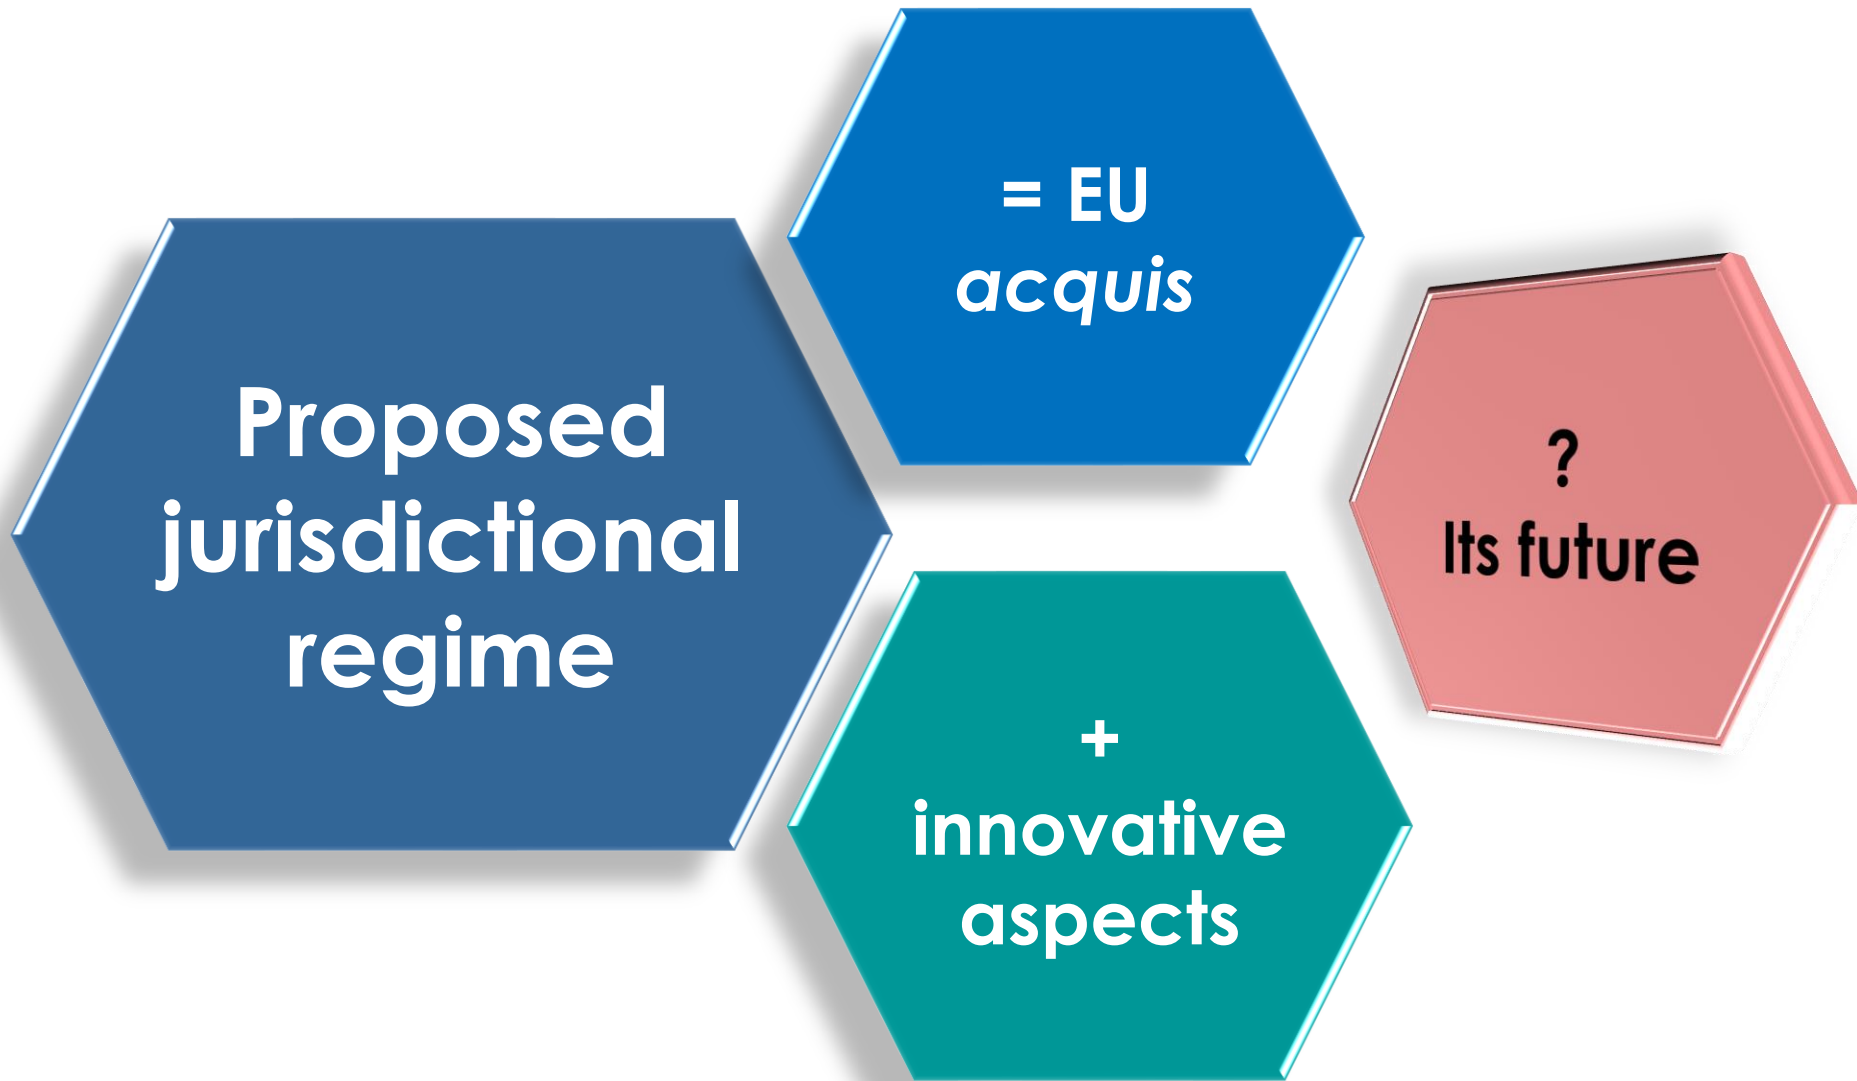 Proposed
jurisdictional
regime
= EU
acquis
+
innovative
aspects
?
Its future